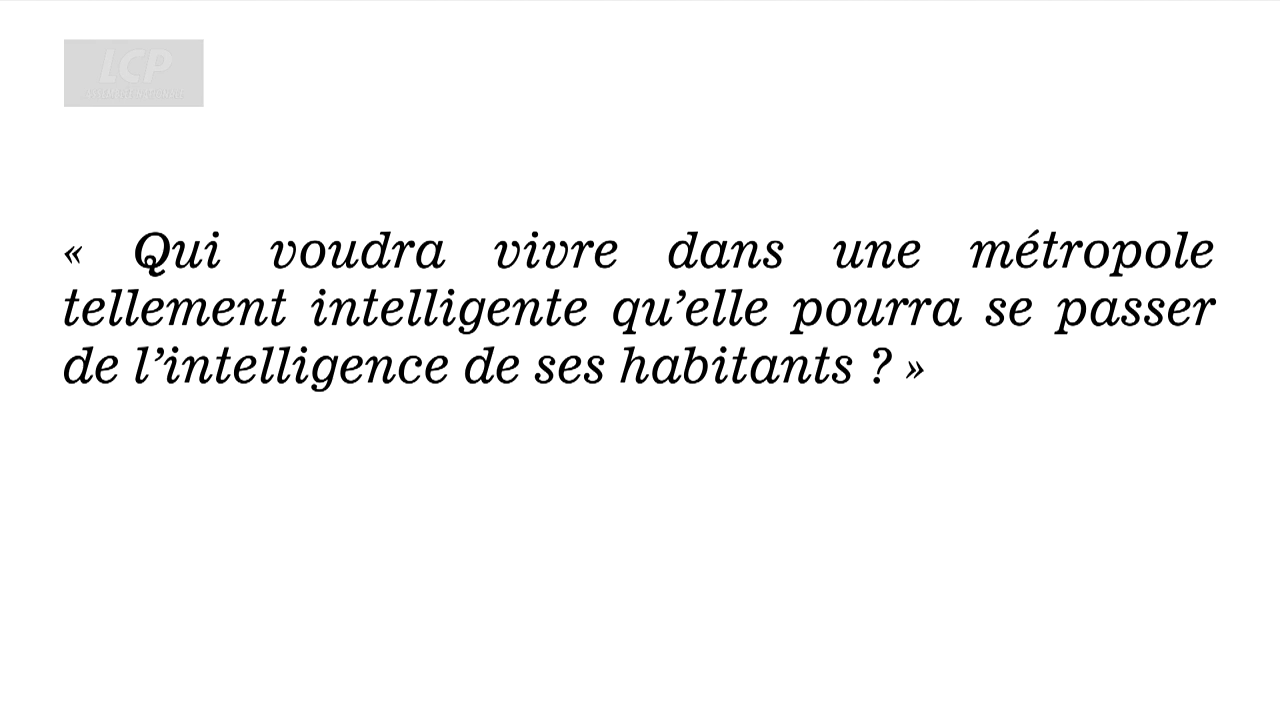 LCP
« Qui voudra vivre dans une métropole
tellement intelligente qu’elle pourra se passer
de l’intelligence de ses habitants ? »